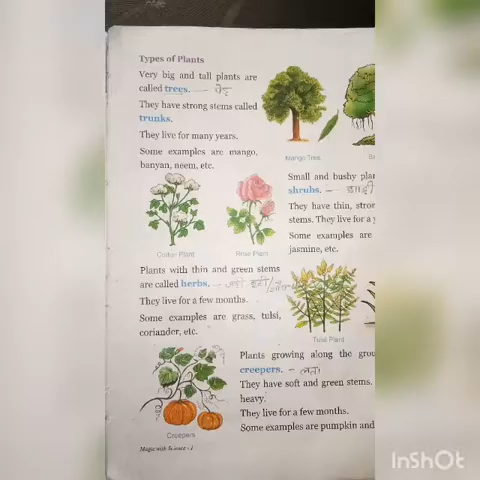 Types of Plants
Very big and tall plants are
called trees. — पेड़
They have strong stems called
trunks.
They live for many years.
Some examples are mango,
banyan, neem, etc.
Mango Tree
Small and bushy
shrubs. — झाड़ी
They have thin,
stems. They live for a
Some examples are
jasmine, etc.
Cotton Plant
Rose Plant
Plants with thin and green stems
are called herbs. —
They live for a few months.
Some examples are grass, tulsi,
coriander, etc.
Tulsi Plant
Plants growing along the
creepers. — लता
They have soft and green stems.
heavy.
They live for a few months.
Some examples are pumpkin and
Creepers
Magic with Science - 1
InShOt